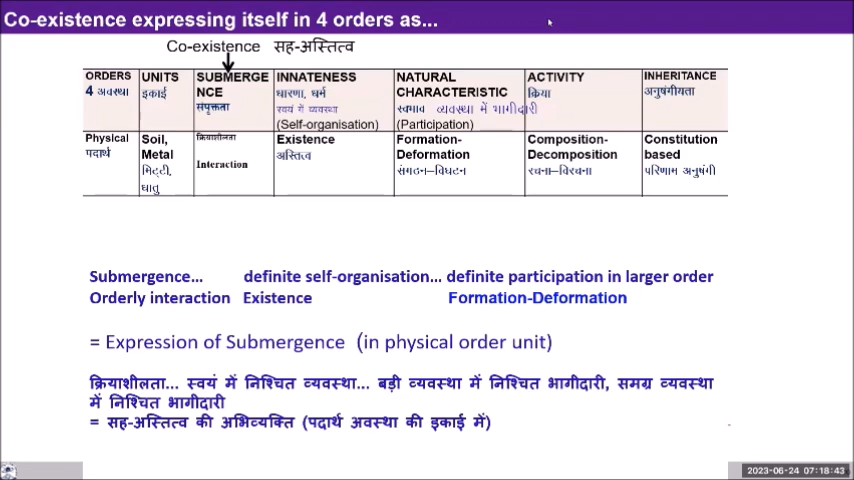 Co-existence expressing itself in 4 orders as...
Co-existence सह-अस्तित्व
ORDERS UNITS SUBMERGE INNATENESS NATURAL ACTIVITY INHERITANCE
4 अवस्था इकाई NCE धारणा, धर्म CHARACTERISTIC क्रिया अनुषंगीयता
संपृक्तता स्वयं में व्यवस्था स्वभाव व्यवस्था में भागीदारी
(Self-organisation) (Participation)
Physical Soil, क्रियाशीलता Existence Formation- Composition- Constitution
पदार्थ Metal Interaction अस्तित्व Deformation Decomposition based
मिट्टी, संगठन–विघटन रचना–विरचना परिणाम अनुषंगी
धातु
Submergence... definite self-organisation... definite participation in larger order
Orderly interaction Existence Formation-Deformation
= Expression of Submergence (in physical order unit)
क्रियाशीलता... स्वयं में निश्चित व्यवस्था... बड़ी व्यवस्था में निश्चित भागीदारी, समग्र व्यवस्था
में निश्चित भागीदारी
= सह-अस्तित्व की अभिव्यक्ति (पदार्थ अवस्था की इकाई में)
2023-06-24 07:18:43